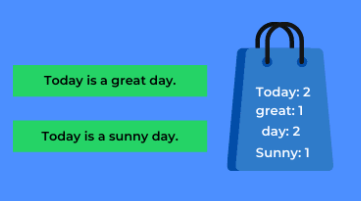 Today is a great day.
Today is a sunny day.
Today: 2
great: 1
day: 2
Sunny: 1